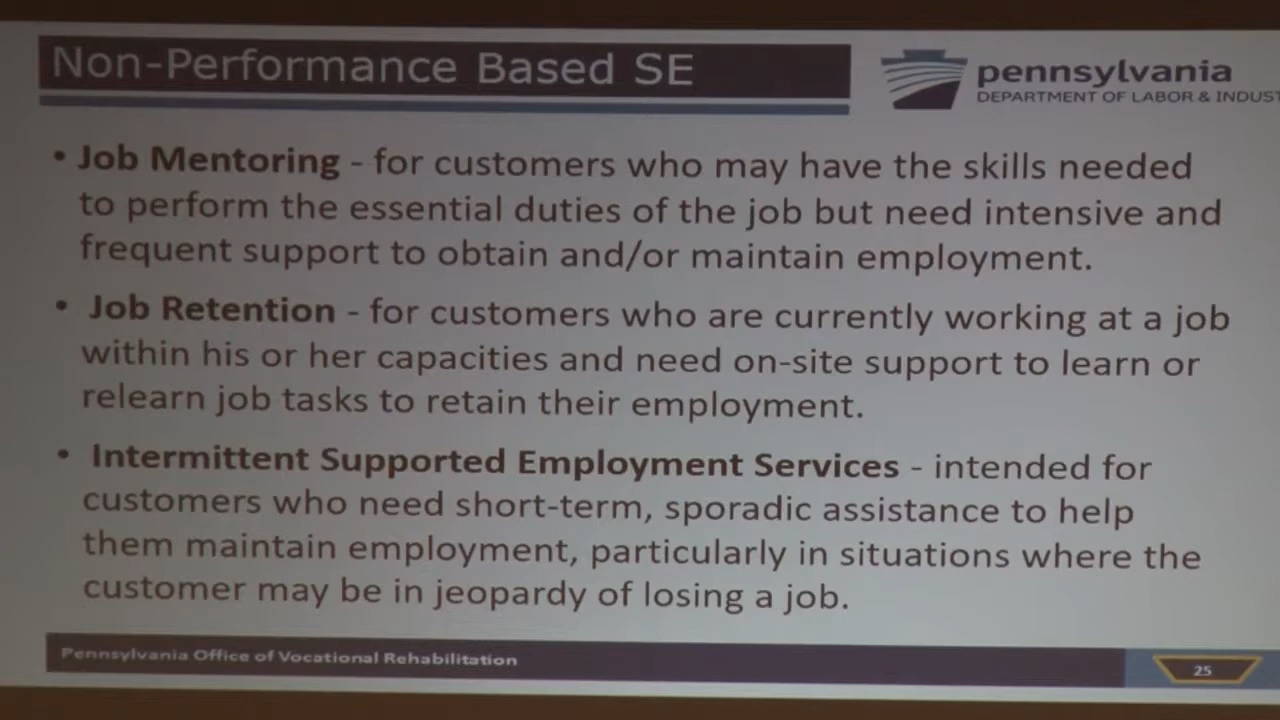 Non-Performance Based SE
pennsylvania
DEPARTMENT OF LABOR & INDUST
• Job Mentoring - for customers who may have the skills needed
to perform the essential duties of the job but need intensive and
frequent support to obtain and/or maintain employment.
• Job Retention - for customers who are currently working at a job
within his or her capacities and need on-site support to learn or
relearn job tasks to retain their employment.
• Intermittent Supported Employment Services - intended for
customers who need short-term, sporadic assistance to help
them maintain employment, particularly in situations where the
customer may be in jeopardy of losing a job.
Pennsylvania Office of Vocational Rehabilitation
25